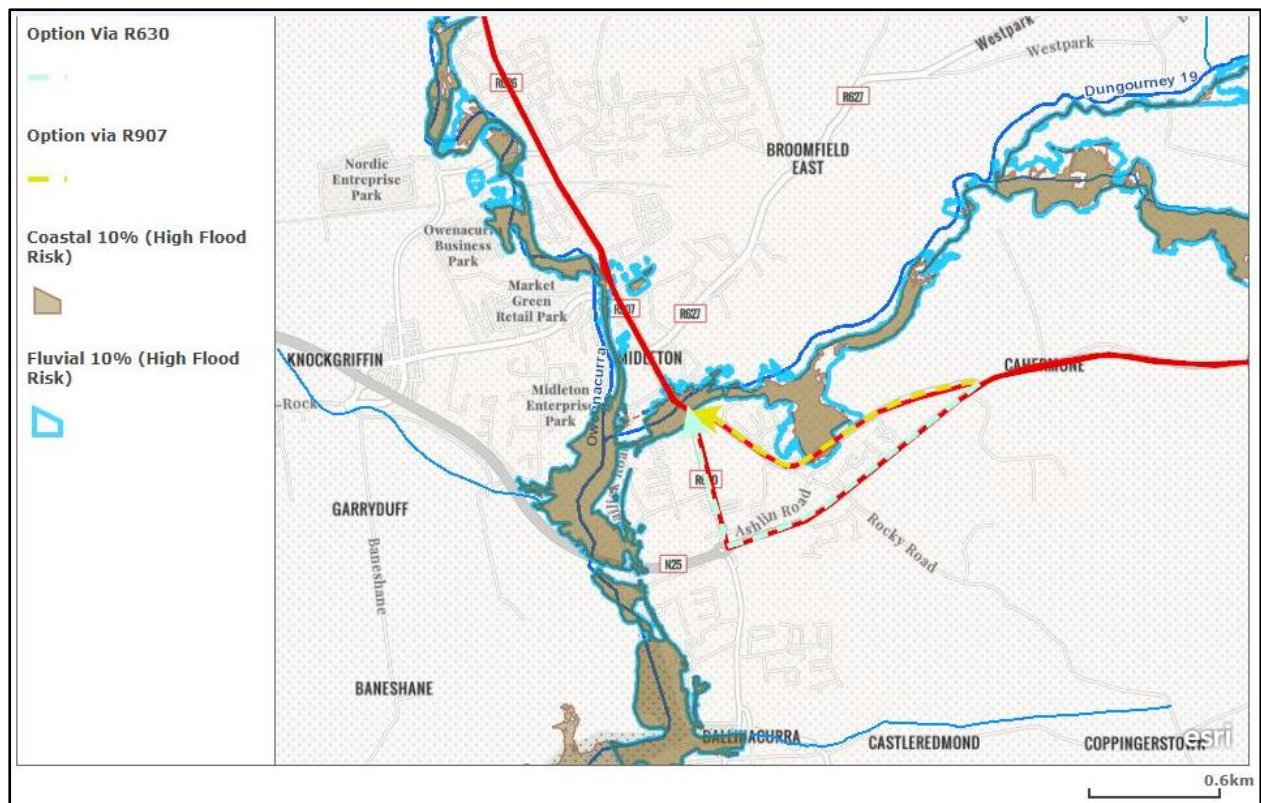 Option Via R630
Option via R907
Coastal 10% (High Flood
Risk)
Fluvial 10% (High Flood
Risk)
Westpark
Westpark
Dungourney 19
R627
BROOMFIELD
EAST
Nordic
Entreprise
Park
Owenacurra
Business
Park
Market
Green
Retail Park
R627
KNOCKGRIFFIN
MIDLETON
CAHERMONE
Midleton
Enterprise
Park
Owenacurra
-Rock
GARRYDUFF
Baneshane
Ashlin Road
Rocky Road
N25
BANESHANE
BALLINACURRA
CASTLEREDMOND
COPPINGERSTOWN
esri
0.6km